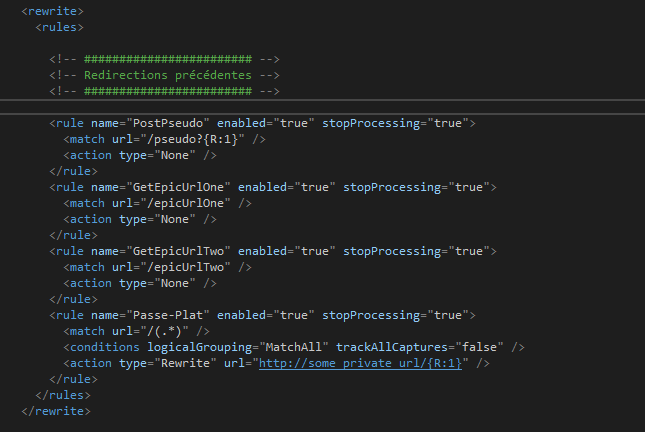 <rewrite>
<rules>
<!-- ######################## -->
<!-- Redirections précédentes -->
<!-- ######################## -->
<rule name="PostPseudo" enabled="true" stopProcessing="true">
<match url="/pseudo?{R:1}" />
<action type="None" />
</rule>
<rule name="GetEpicUrlOne" enabled="true" stopProcessing="true">
<match url="/epicUrlOne" />
<action type="None" />
</rule>
<rule name="GetEpicUrlTwo" enabled="true" stopProcessing="true">
<match url="/epicUrlTwo" />
<action type="None" />
</rule>
<rule name="Passe-Plat" enabled="true" stopProcessing="true">
<match url="/(.*)" />
<conditions logicalGrouping="MatchAll" trackAllCaptures="false" />
<action type="Rewrite" url="http://some_private_url/{R:1}" />
</rule>
</rules>
</rewrite>